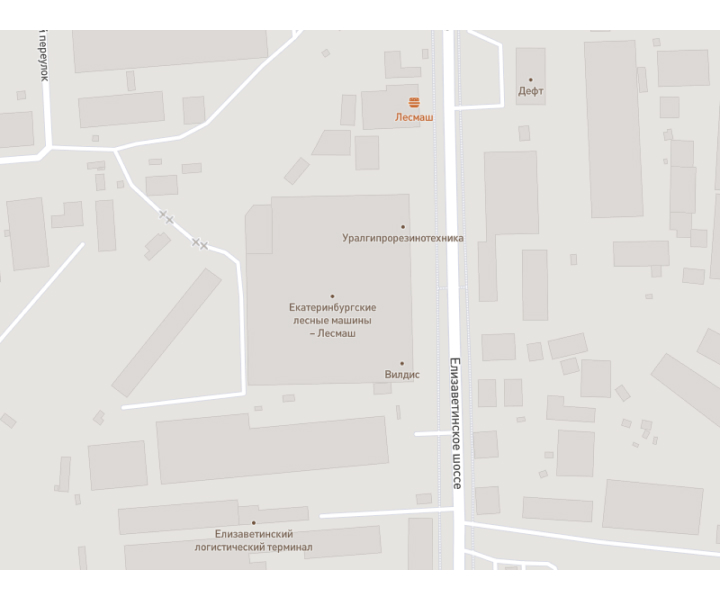 й переулок
Дефт
Лесмаш
Уралгипрорезинотехника
Екатеринбургские
лесные машины
– Лесмаш
Вилдис
Елизаветинское шоссе
Елизаветинский
логистический терминал